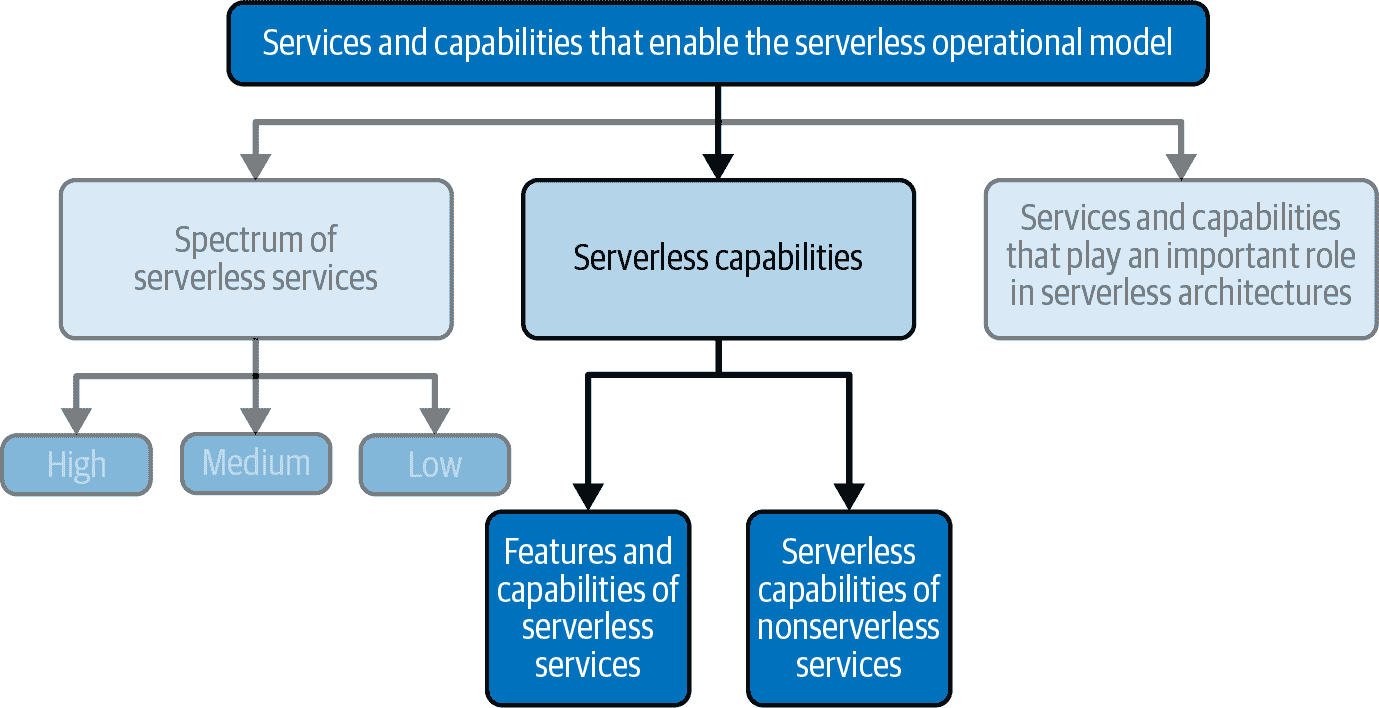 Services and capabilities that enable the serverless operational model
Spectrum of
serverless services
Serverless capabilities
Services and capabilities
that play an important role
in serverless architectures
High
Medium
Low
Features and
capabilities of
serverless
services
Serverless
capabilities of
nonserverless
services